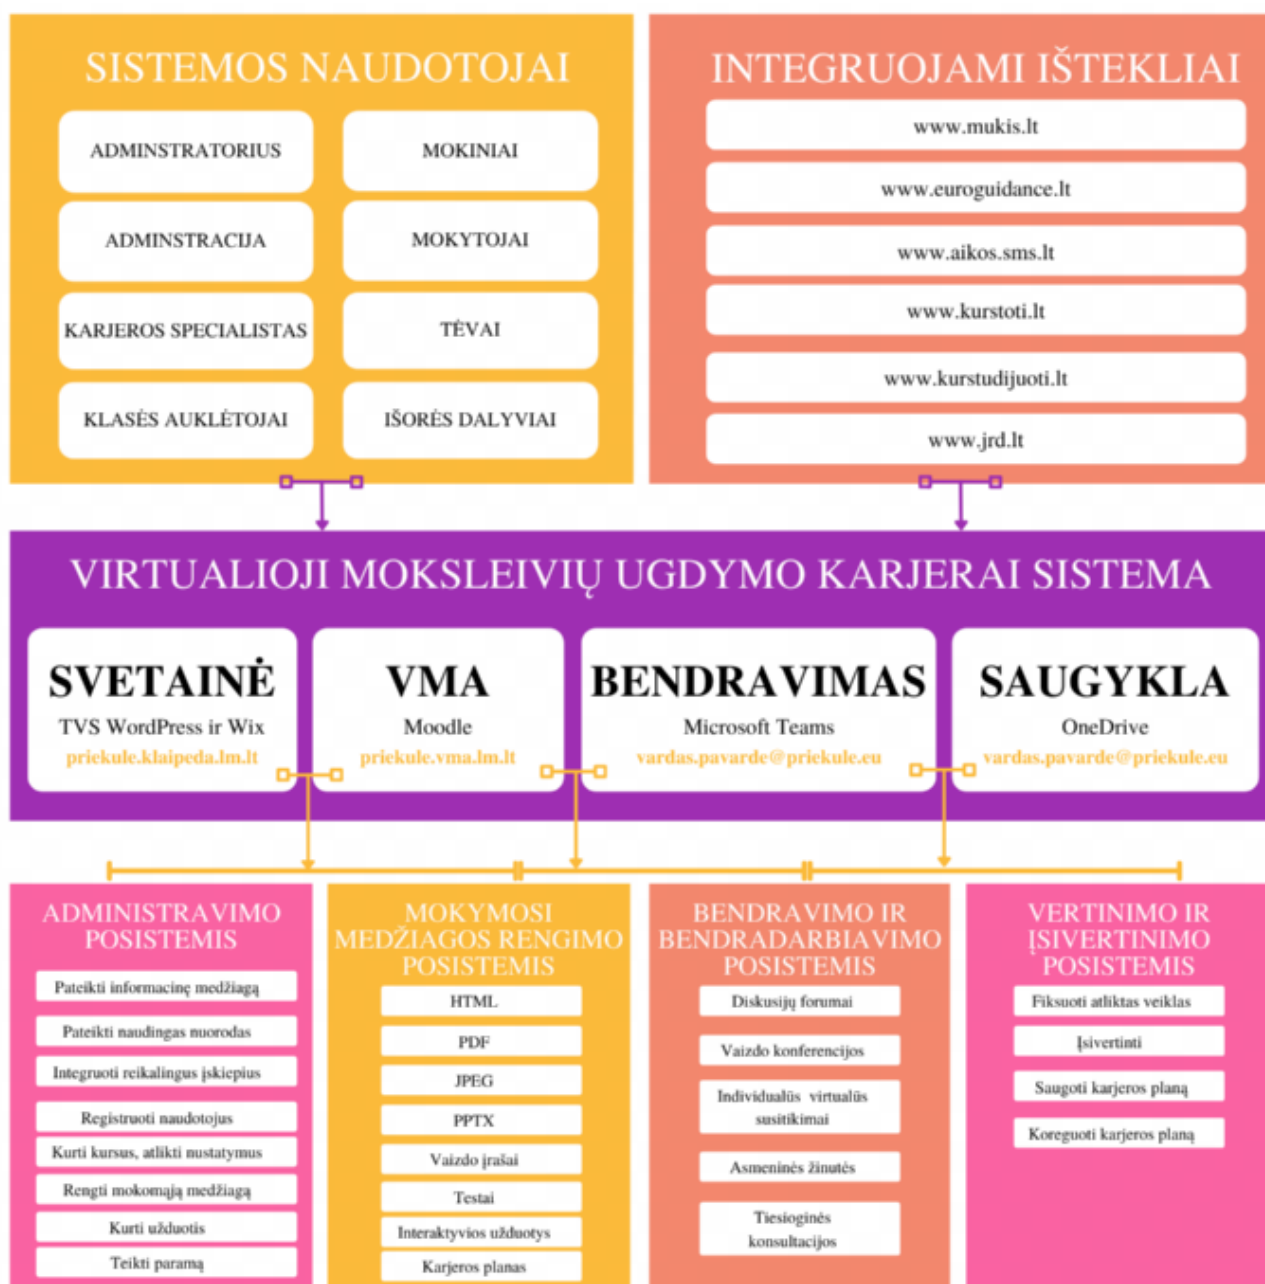 SISTEMOS NAUDOTOJAI
ADMINSTRATORIUS
MOKINIAI
ADMINSTRACIJA
MOKYTOJAI
KARJEROS SPECIALISTAS
TĖVAI
KLASĖS AUKLĖTOJAI
IŠORĖS DALYVIAI
INTEGRUOJAMI IŠTEKLIAI
www.mukis.lt
www.euroguidance.lt
www.aikos.sms.lt
www.kurstoti.lt
www.kurstudijuoti.lt
www.jrd.lt
VIRTUALIOJI MOKSLEIVIŲ UGDYMO KARJERAI SISTEMA
SVETAINĖ
TVS WordPress ir Wix
priekule.klaipeda.lm.lt
VMA
Moodle
priekule.vma.lm.lt
BENDRAVIMAS
Microsoft Teams
vardas.pavarde@priekule.eu
SAUGYKLA
OneDrive
vardas.pavarde@priekule.eu
ADMINISTRAVIMO
POSISTEMIS
Pateikti informacinę medžiagą
Pateikti naudingas nuorodas
Integruoti reikalingus įskiepius
Registruoti naudotojus
Kurti kursus, atlikti nustatymus
Rengti mokomąją medžiagą
Kurti užduotis
Teikti paramą
MOKYMOSI
MEDŽIAGOS RENGIMO
POSISTEMIS
HTML
PDF
JPEG
PPTX
Vaizdo įrašai
Testai
Interaktyvios užduotys
Karjeros planas
BENDRAVIMO IR
BENDRADARBIAVIMO
POSISTEMIS
Diskusijų forumai
Vaizdo konferencijos
Individualūs virtualūs
susitikimai
Asmeninės žinutės
Tiesioginės
konsultacijos
VERTINIMO IR
ĮSIVERTINIMO
POSISTEMIS
Fiksuoti atliktas veiklas
Įsivertinti
Saugoti karjeros planą
Koreguoti karjeros planą